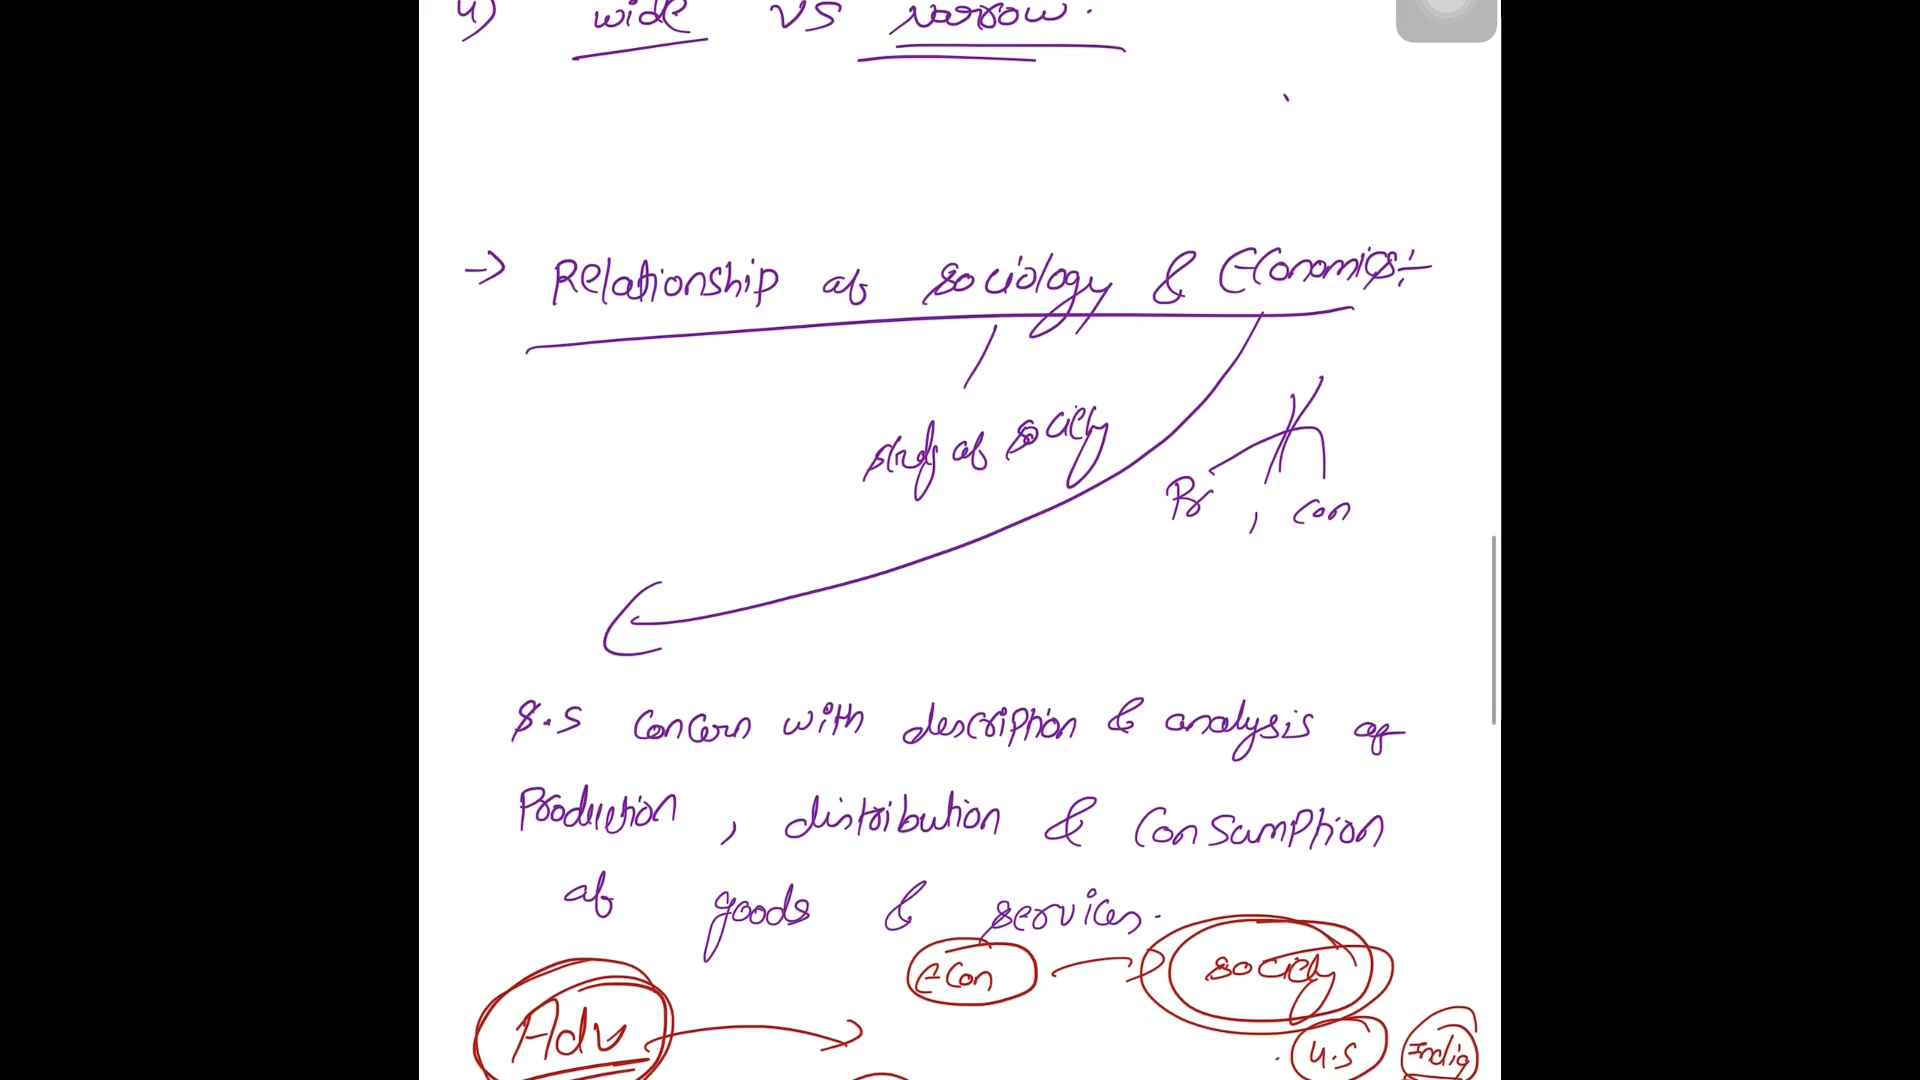 4) wide vs Narrow.
→ Relationship of sociology & Economics:-
study of society
Pr , con
S.S concern with description & analysis of
Production , distribution & Consumption
of goods & services.
Econ → society
Adv →
U.S India